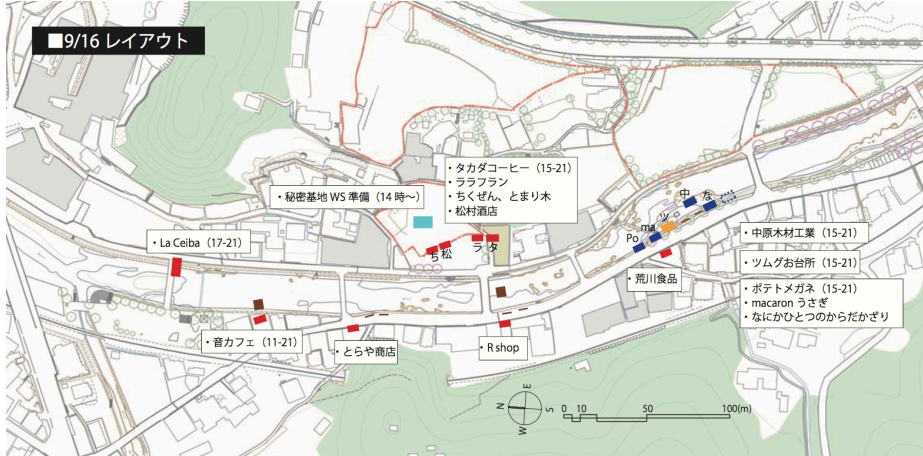 ■9/16 レイアウト
・タカダコーヒー（15-21）
・ララフラン
・ちくぜん、とまり木
・松村酒店
・秘密基地 WS 準備（14 時～）
・La Ceiba（17-21）
ち
松
ラ
タ
Po
ma
ツ
中
な
・中原木材工業（15-21）
・ツムグお台所（15-21）
・ポテトメガネ（15-21）
・macaron うさぎ
・なにかひとつのからだかざり
・荒川食品
・音カフェ（11-21）
・とらや商店
・R shop
N
E
S
W
0 10 50 100(m)